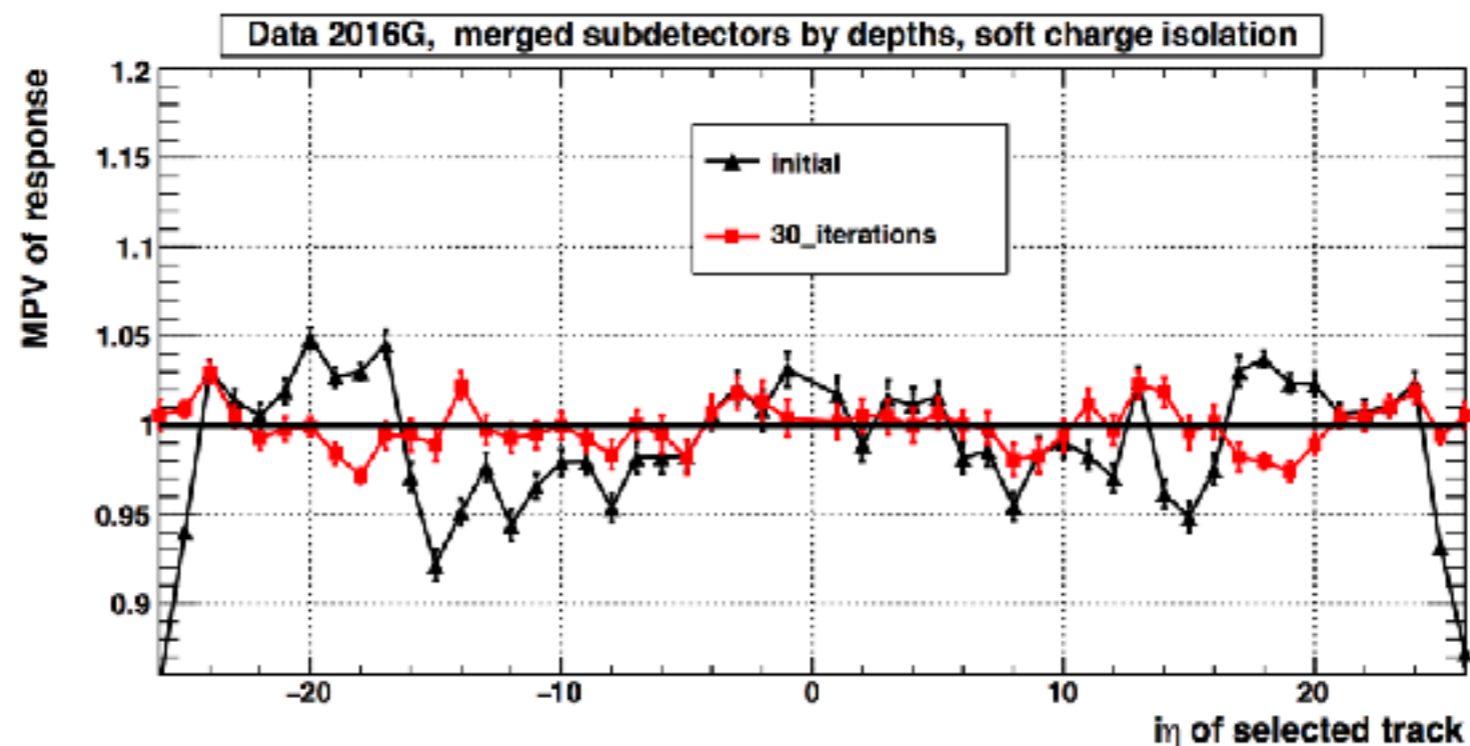 Data 2016G, merged subdetectors by depths, soft charge isolation
MPV of response
1.2
1.15
1.1
1.05
1
0.95
0.9
initial
30_iterations
−20
−10
0
10
20
iη of selected track